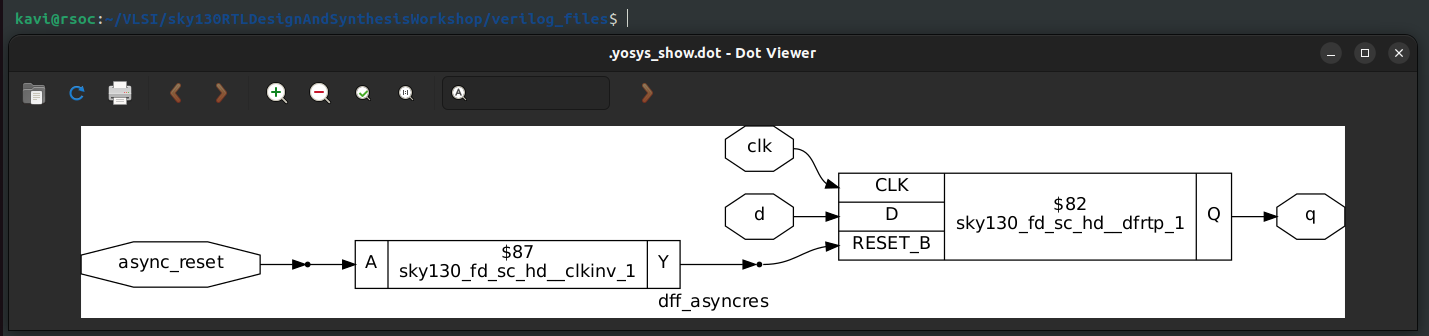 kavi@rsoc:~/VLSI/sky130RTLDesignAndSynthesisWorkshop/verilog_files$
.yosys_show.dot - Dot Viewer
clk
CLK
d
D
$82
sky130_fd_sc_hd__dfrtp_1
Q
q
RESET_B
async_reset
A
$87
sky130_fd_sc_hd__clkinv_1
Y
dff_asyncres